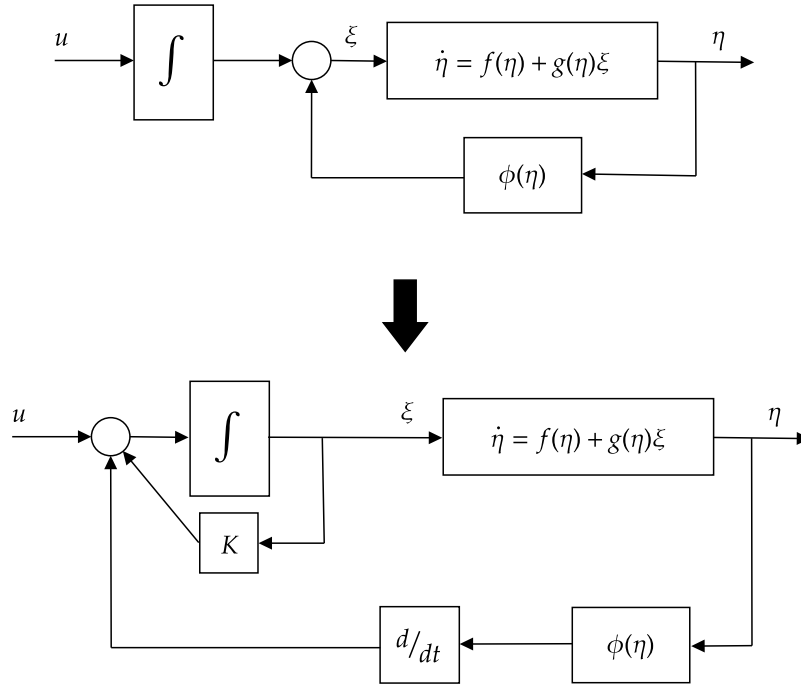 u ∫ ξ η̇ = f(η) + g(η)ξ η
ϕ(η)
u ∫ ξ η̇ = f(η) + g(η)ξ η
K
d/dt ϕ(η)